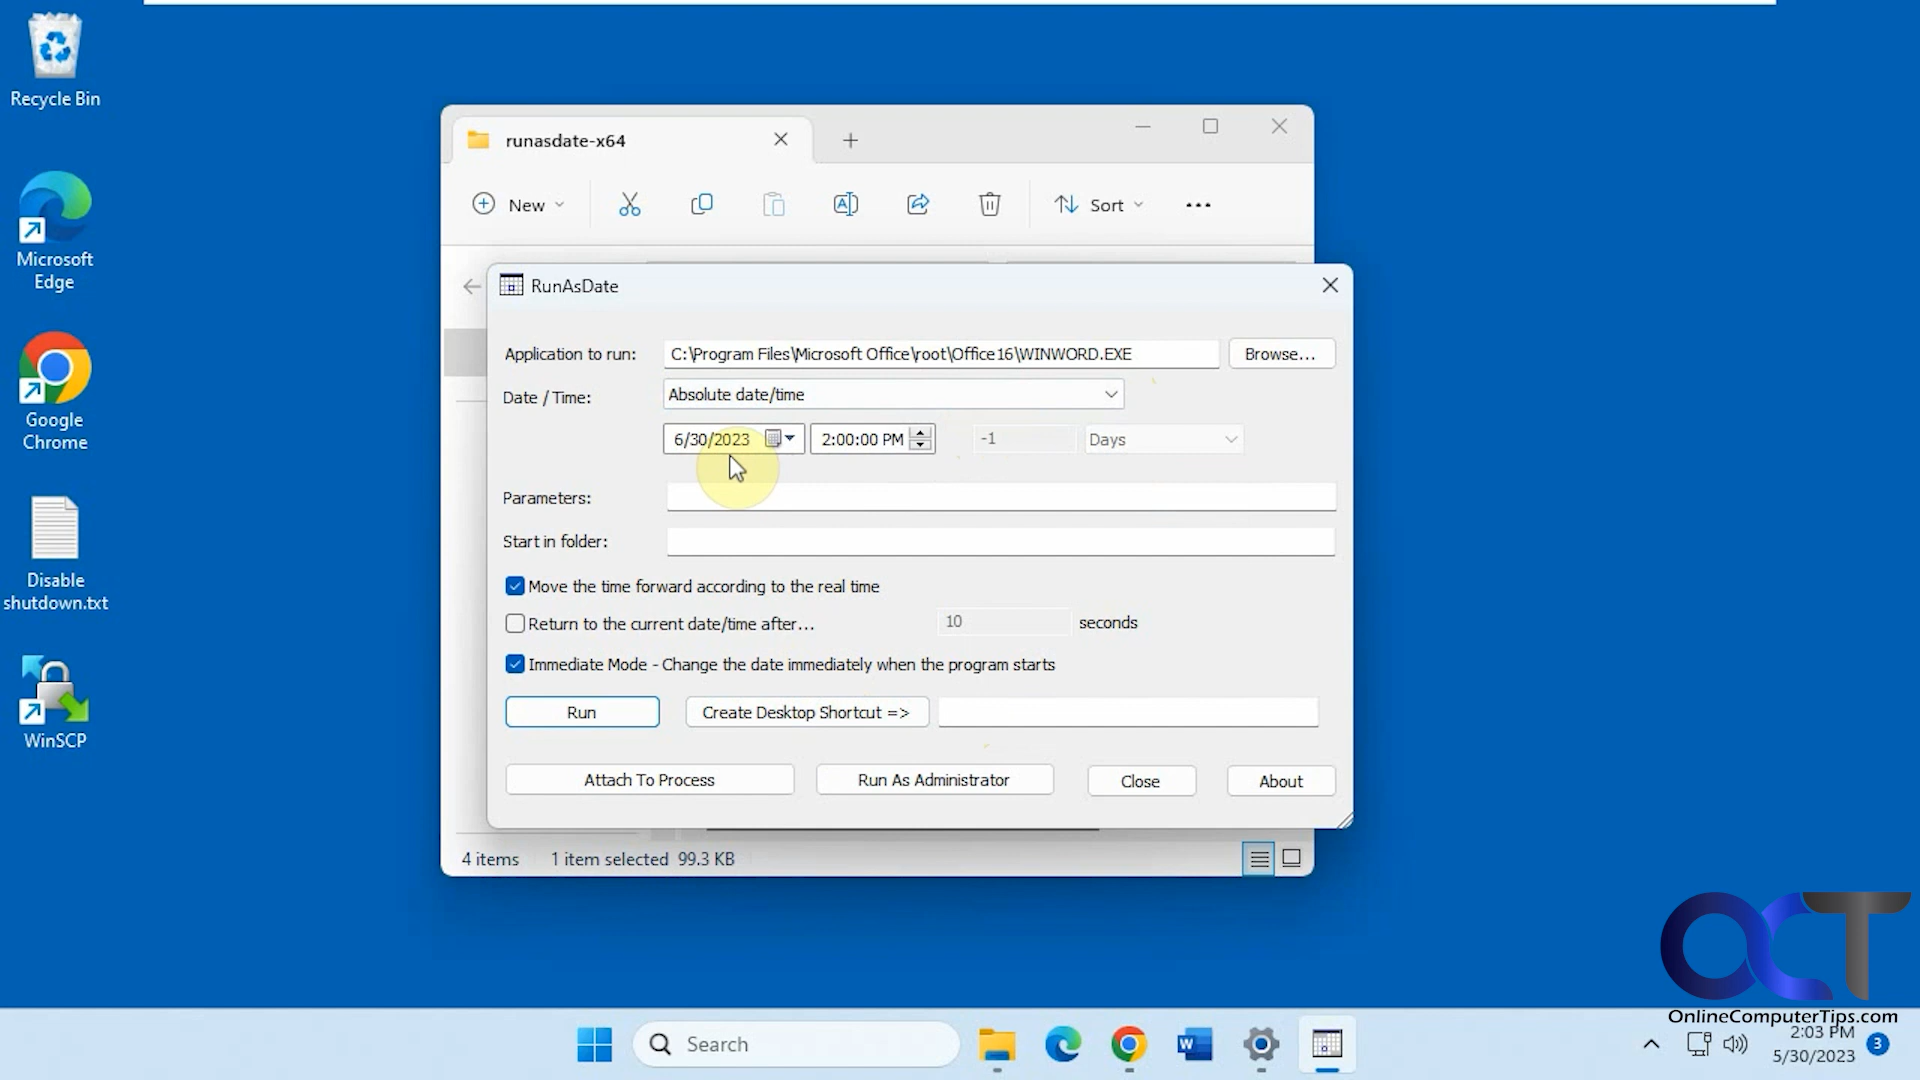 Recycle Bin
Microsoft
Edge
Google
Chrome
Disable
shutdown.txt
WinSCP
runasdate-x64
New
Sort
RunAsDate
Application to run: C:\Program Files\Microsoft Office\root\Office16\WINWORD.EXE Browse...
Date / Time: Absolute date/time
6/30/2023 2:00:00 PM -1 Days
Parameters:
Start in folder:
Move the time forward according to the real time
Return to the current date/time after... 10 seconds
Immediate Mode - Change the date immediately when the program starts
Run Create Desktop Shortcut =>
Attach To Process Run As Administrator Close About
4 items 1 item selected 99.3 KB
OCT
OnlineComputerTips.com
Search
2:03 PM
5/30/2023
3